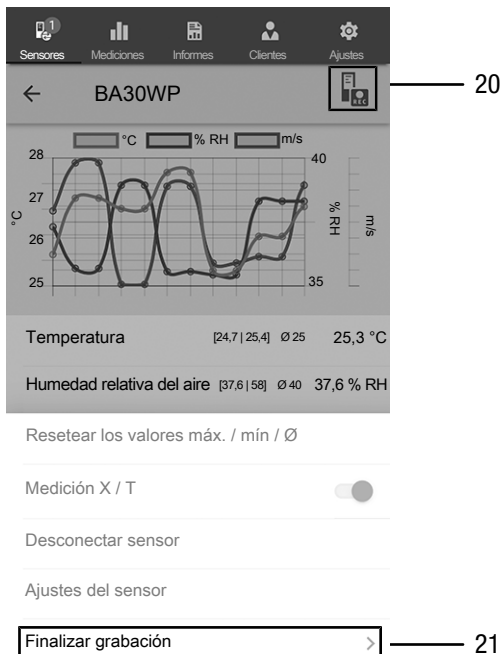 1
Sensores Mediciones Informes Clientes Ajustes
BA30WP
REC
20
°C % RH m/s
28 40
27
26
25 35
°C
% RH
m/s
Temperatura [24,7 | 25,4] Ø 25 25,3 °C
Humedad relativa del aire [37,6 | 58] Ø 40 37,6 % RH
Resetear los valores máx. / mín / Ø
Medición X / T
Desconectar sensor
Ajustes del sensor
Finalizar grabación
21